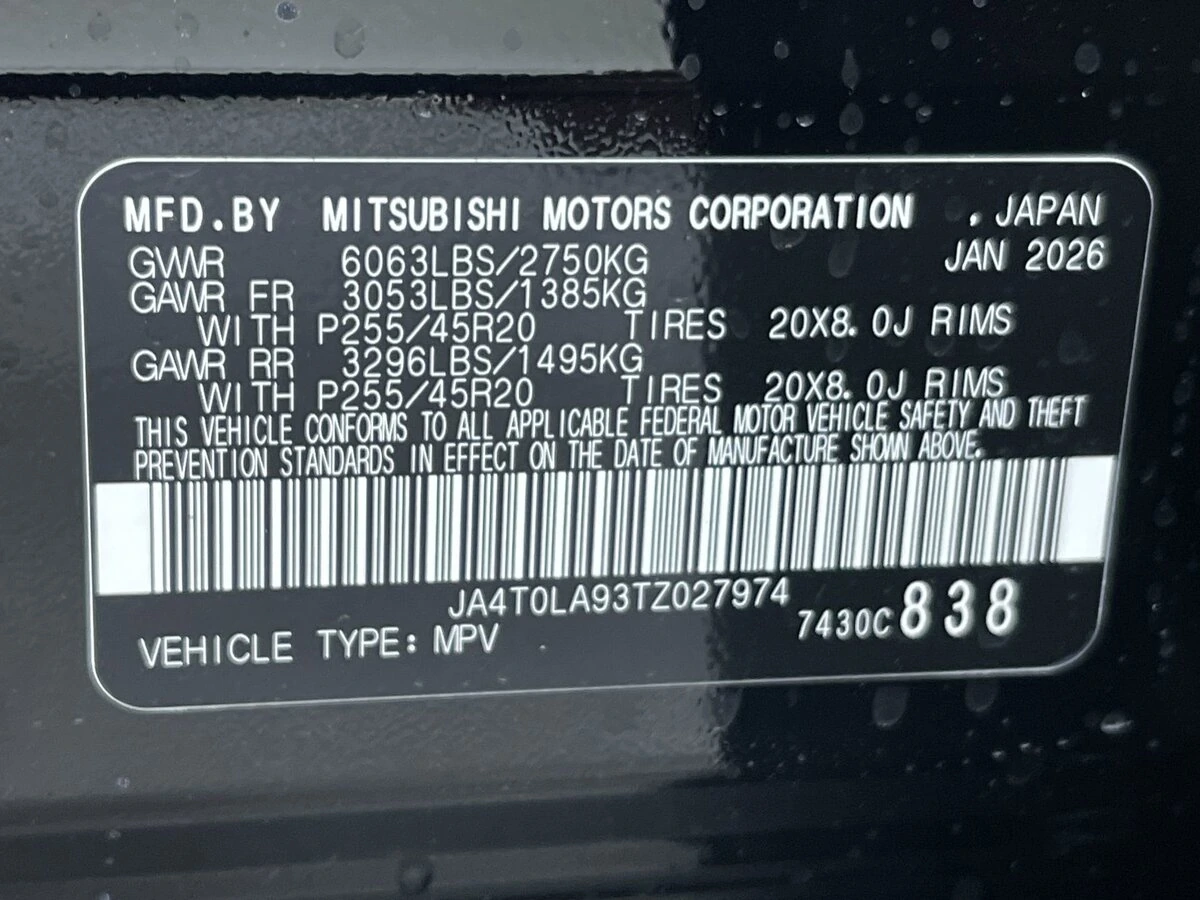 MFD.BY MITSUBISHI MOTORS CORPORATION . JAPAN
GVWR 6063LBS/2750KG JAN 2026
GAWR FR 3053LBS/1385KG
WITH P255/45R20 TIRES 20X8.0J RIMS
GAWR RR 3296LBS/1495KG
WITH P255/45R20 TIRES 20X8.0J RIMS
THIS VEHICLE CONFORMS TO ALL APPLICABLE FEDERAL MOTOR VEHICLE SAFETY AND THEFT
PREVENTION STANDARDS IN EFFECT ON THE DATE OF MANUFACTURE SHOWN ABOVE.
JA4T0LA93TZ027974
VEHICLE TYPE: MPV 7430C 838